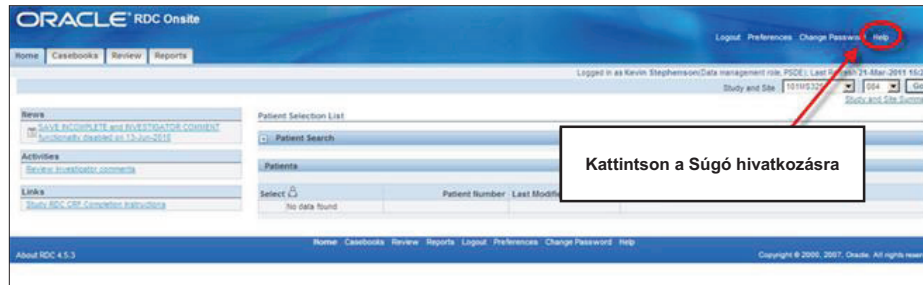 ORACLE RDC Onsite
Logout Preferences Change Password Help
Home Casebooks Review Reports
Logged in as Kevin Stephenson(Data management role, PSDE); Last Refresh 21-Mar-2011
Study and Site 084 Go
Study and Site
News
Patient Selection List
SAVE INCOMPLETE and INVESTIGATOR COMMENT
functionality disabled on 13-Jun-2010
Patient Search
Activities
Patients
Review investigator comments
Kattintson a Súgó hivatkozásra
Links
Select Patient Number Last
Study RDC CRF Completion Instructions
No data found
Home Casebooks Review Reports Logout Preferences Change Password Help
About RDC 4.5.3
Copyright © 2000, 2007, Oracle. All rights